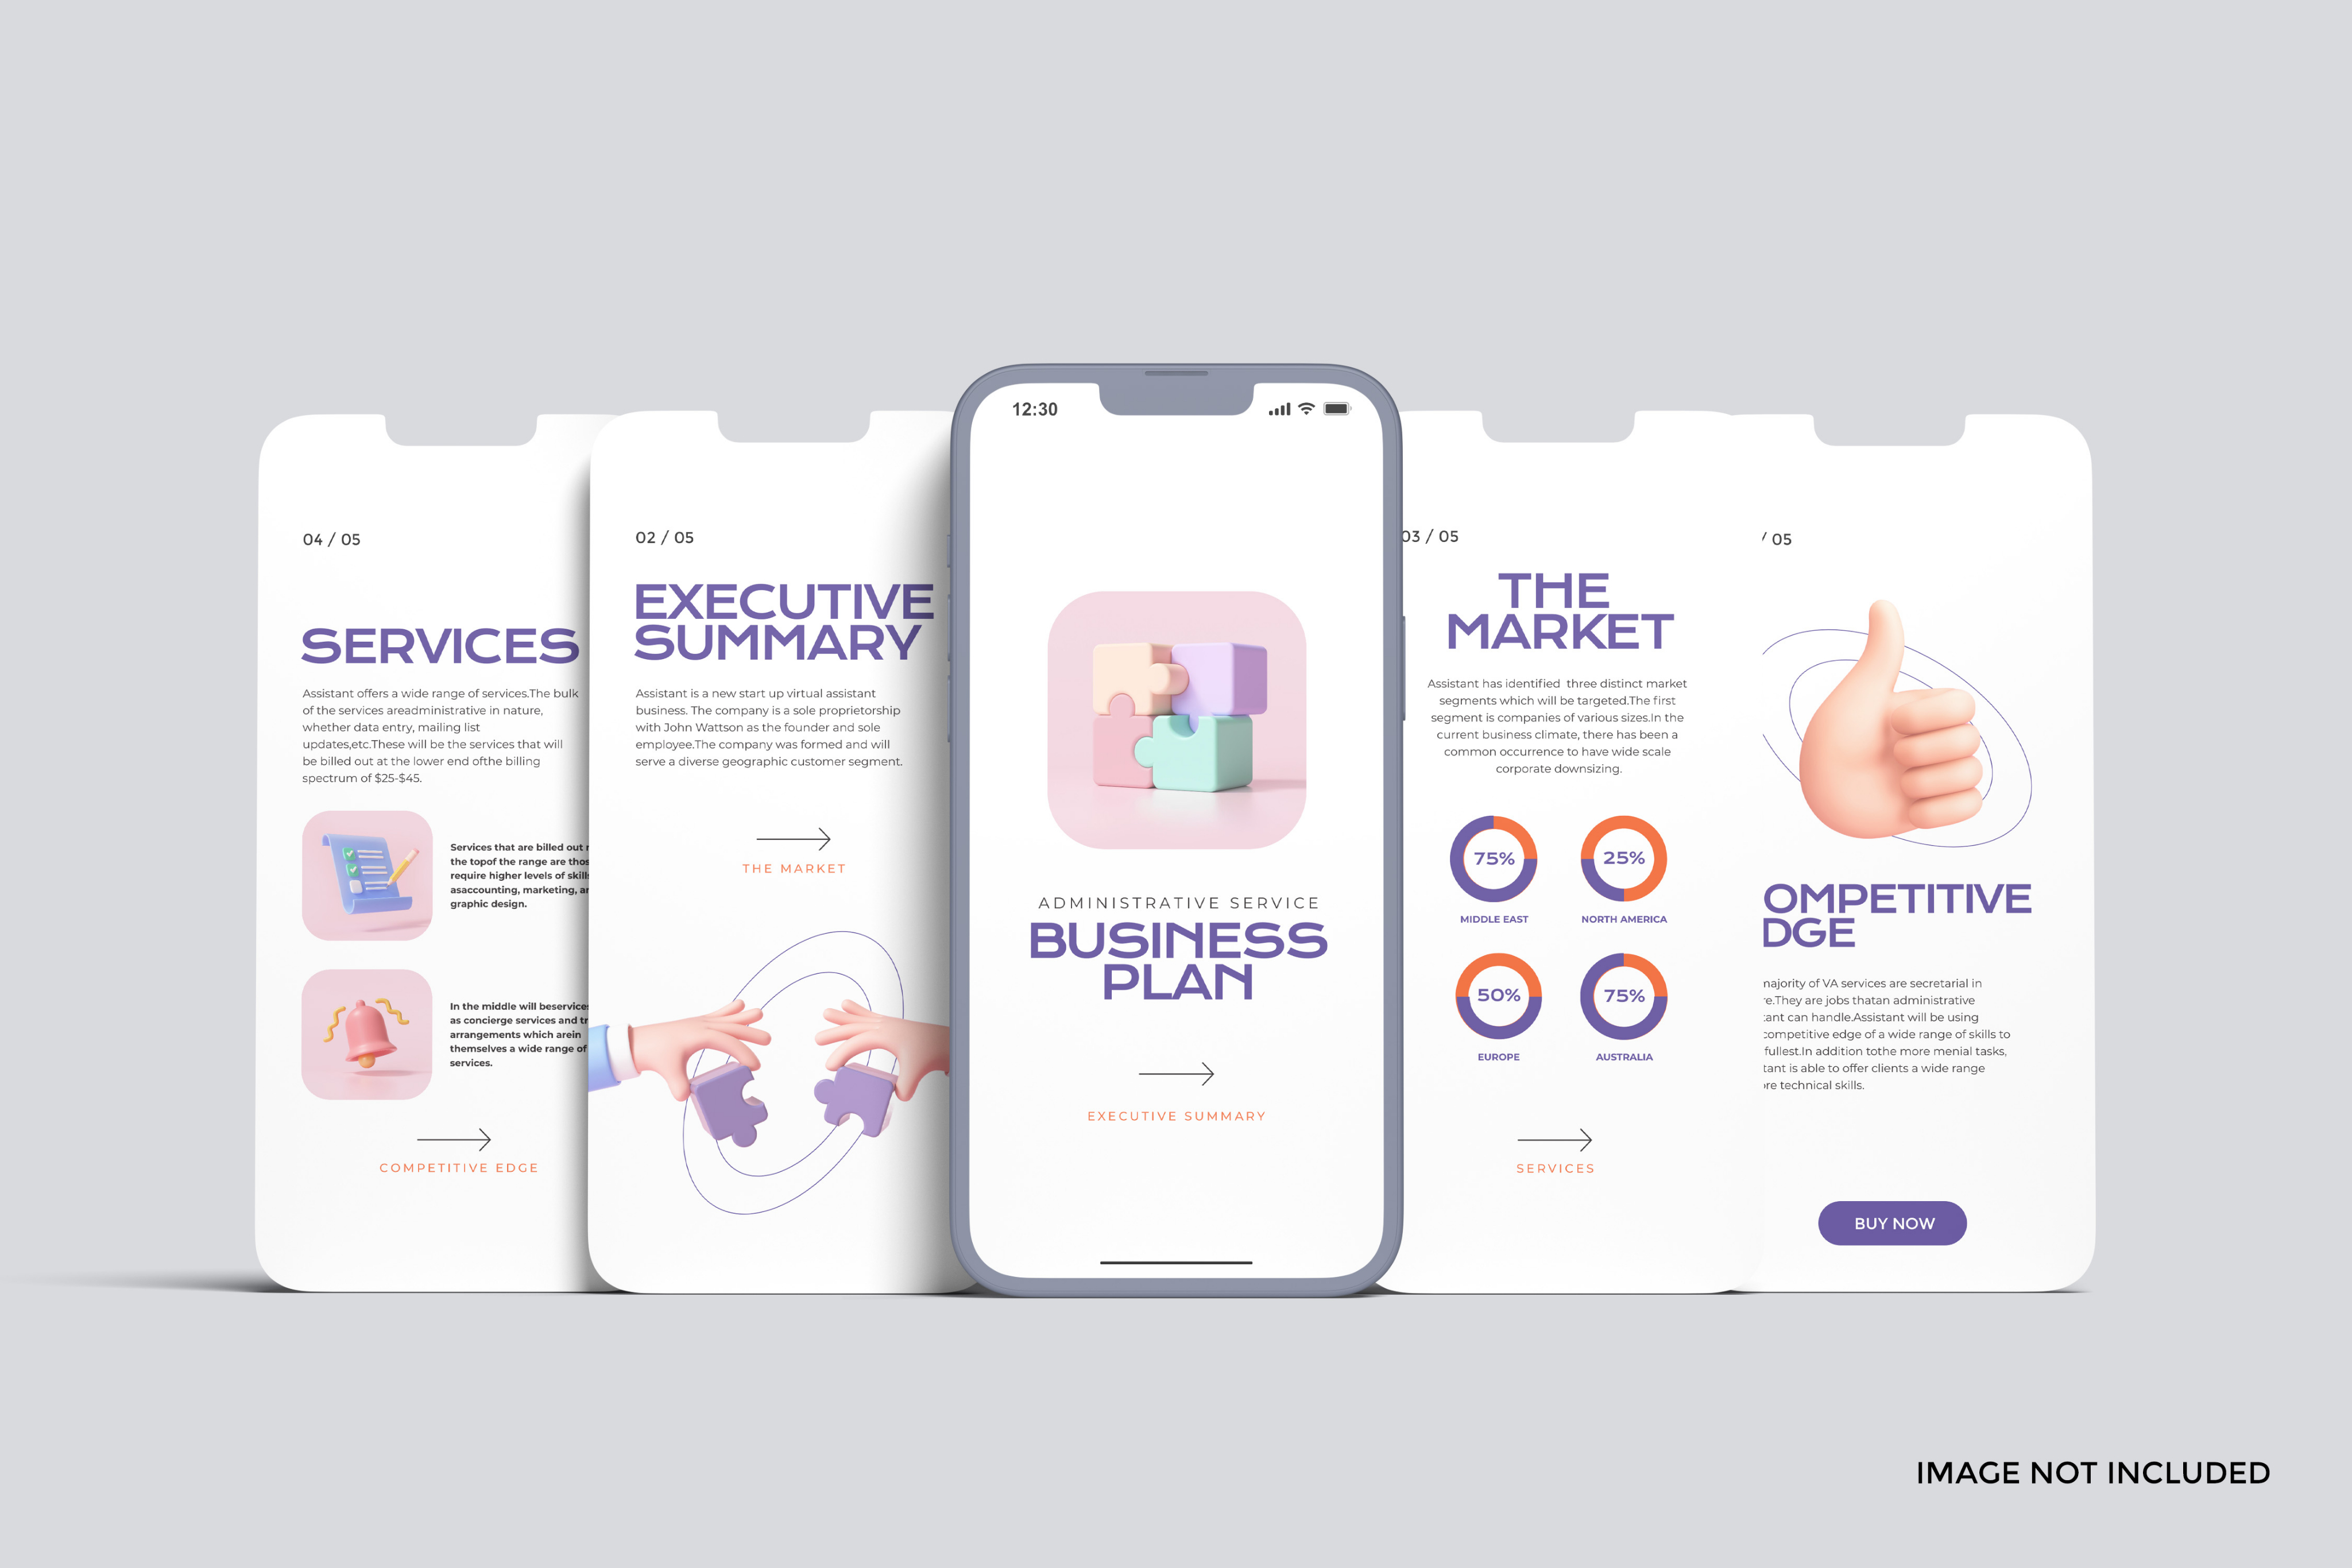 04 / 05
SERVICES
Assistant offers a wide range of services.The bulk
of the services areadministrative in nature,
whether data entry, mailing list
updates,etc.These will be the services that will
be billed out at the lower end ofthe billing
spectrum of $25-$45.
Services that are billed out
the topof the range are
require higher levels of
asaccounting, marketing,
graphic design.
In the middle will
as concierge services and
arrangements which arein
themselves a wide range of
services.
COMPETITIVE EDGE
02 / 05
EXECUTIVE
SUMMARY
Assistant is a new start up virtual assistant
business. The company is a sole proprietorship
with John Wattson as the founder and sole
employee.The company was formed and will
serve a diverse geographic customer segment.
THE MARKET
12:30
ADMINISTRATIVE SERVICE
BUSINESS
PLAN
EXECUTIVE SUMMARY
03 / 05
THE
MARKET
Assistant has identified three distinct market
segments which will be targeted.The first
segment is companies of various sizes.In the
current business climate, there has been a
common occurrence to have wide scale
corporate downsizing.
75%
25%
MIDDLE EAST
NORTH AMERICA
50%
75%
EUROPE
AUSTRALIA
SERVICES
/ 05
OMPETITIVE
DGE
majority of VA services are secretarial in
re.They are jobs thatan administrative
tant can handle.Assistant will be using
competitive edge of a wide range of skills to
fullest.In addition tothe more menial tasks,
tant is able to offer clients a wide range
re technical skills.
BUY NOW
IMAGE NOT INCLUDED